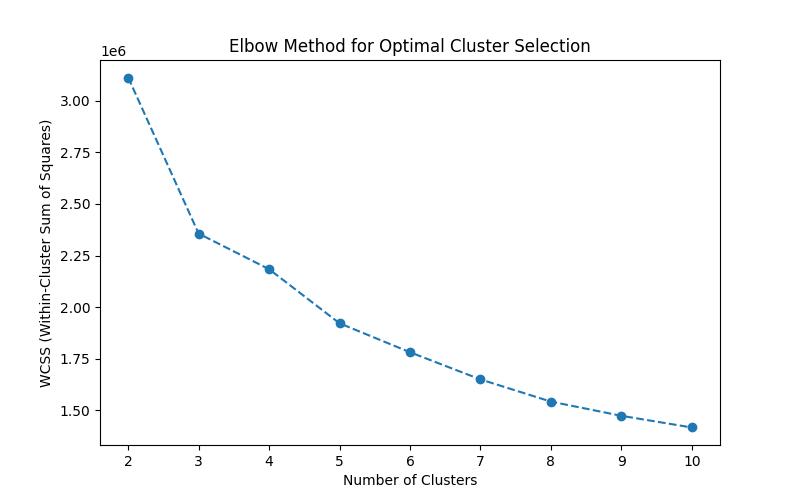 Elbow Method for Optimal Cluster Selection
1e6
3.00
2.75
2.50
2.25
2.00
1.75
1.50
WCSS (Within-Cluster Sum of Squares)
2 3 4 5 6 7 8 9 10
Number of Clusters